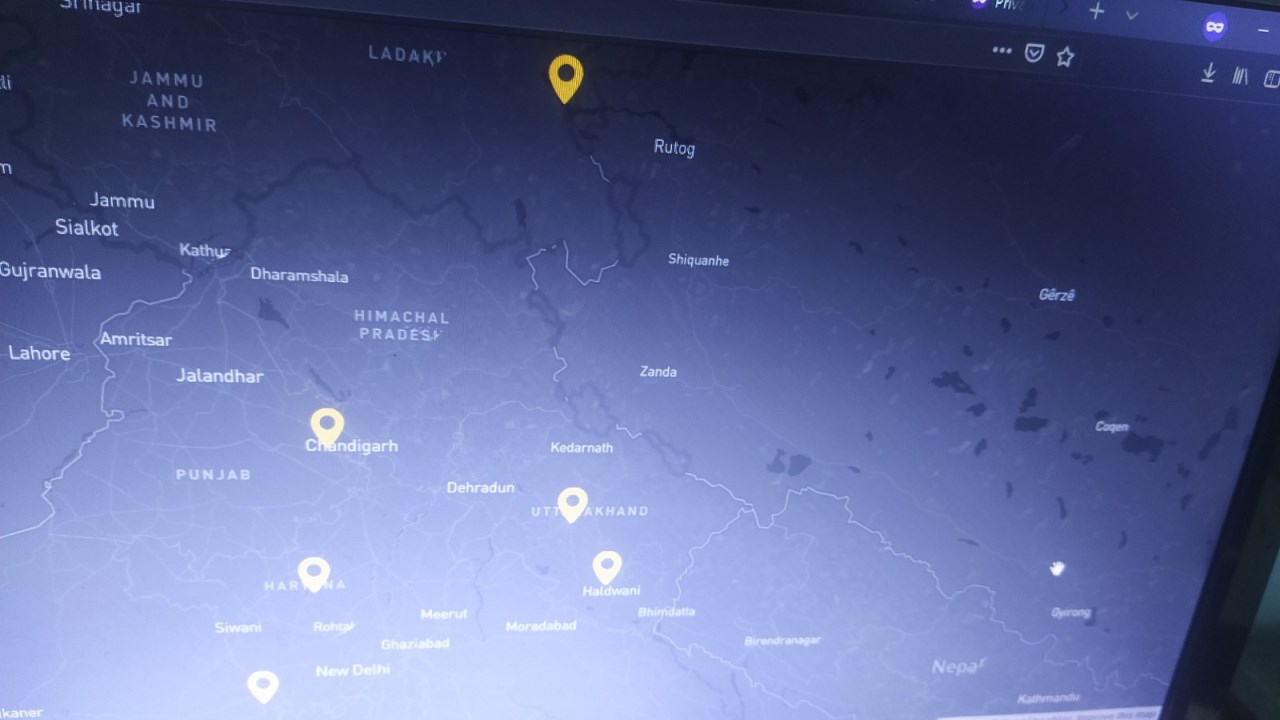 Srinagar
LADAKH
JAMMU
AND
KASHMIR
Rutog
Jammu
Sialkot
Kathua
Gujranwala
Dharamshala
Shiquanhe
Gêrzê
HIMACHAL
PRADESH
Amritsar
Lahore
Jalandhar
Zanda
Coqen
Chandigarh
Kedarnath
PUNJAB
Dehradun
UTTARAKHAND
HARYANA
Haldwani
Bhimdatta
Gyirong
Meerut
Siwani
Rohtak
Moradabad
Ghaziabad
Birendranagar
New Delhi
Nepal
Kathmandu